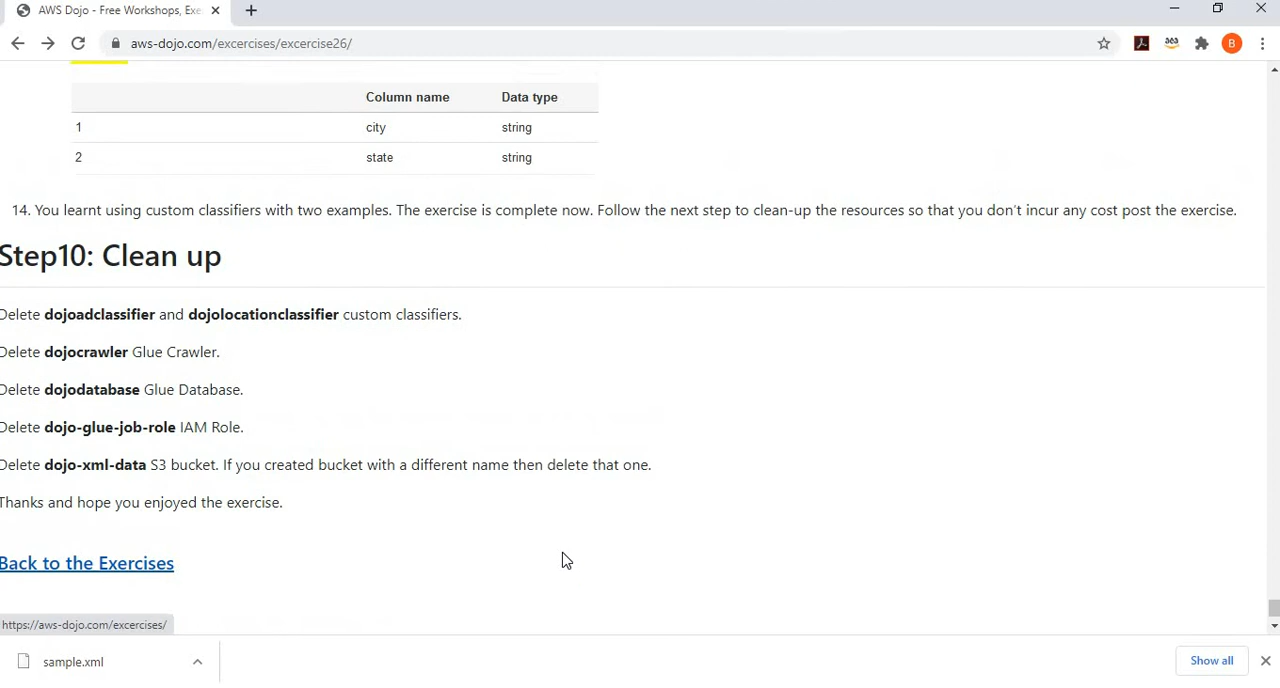 AWS Dojo - Free Workshops, Exe
aws-dojo.com/excercises/excercise26/
B
Column name Data type
1 city string
2 state string
14. You learnt using custom classifiers with two examples. The exercise is complete now. Follow the next step to clean-up the resources so that you don't incur any cost post the exercise.
Step10: Clean up
Delete dojoadclassifier and dojolocationclassifier custom classifiers.
Delete dojocrawler Glue Crawler.
Delete dojodatabase Glue Database.
Delete dojo-glue-job-role IAM Role.
Delete dojo-xml-data S3 bucket. If you created bucket with a different name then delete that one.
Thanks and hope you enjoyed the exercise.
Back to the Exercises
https://aws-dojo.com/excercises/
sample.xml
Show all